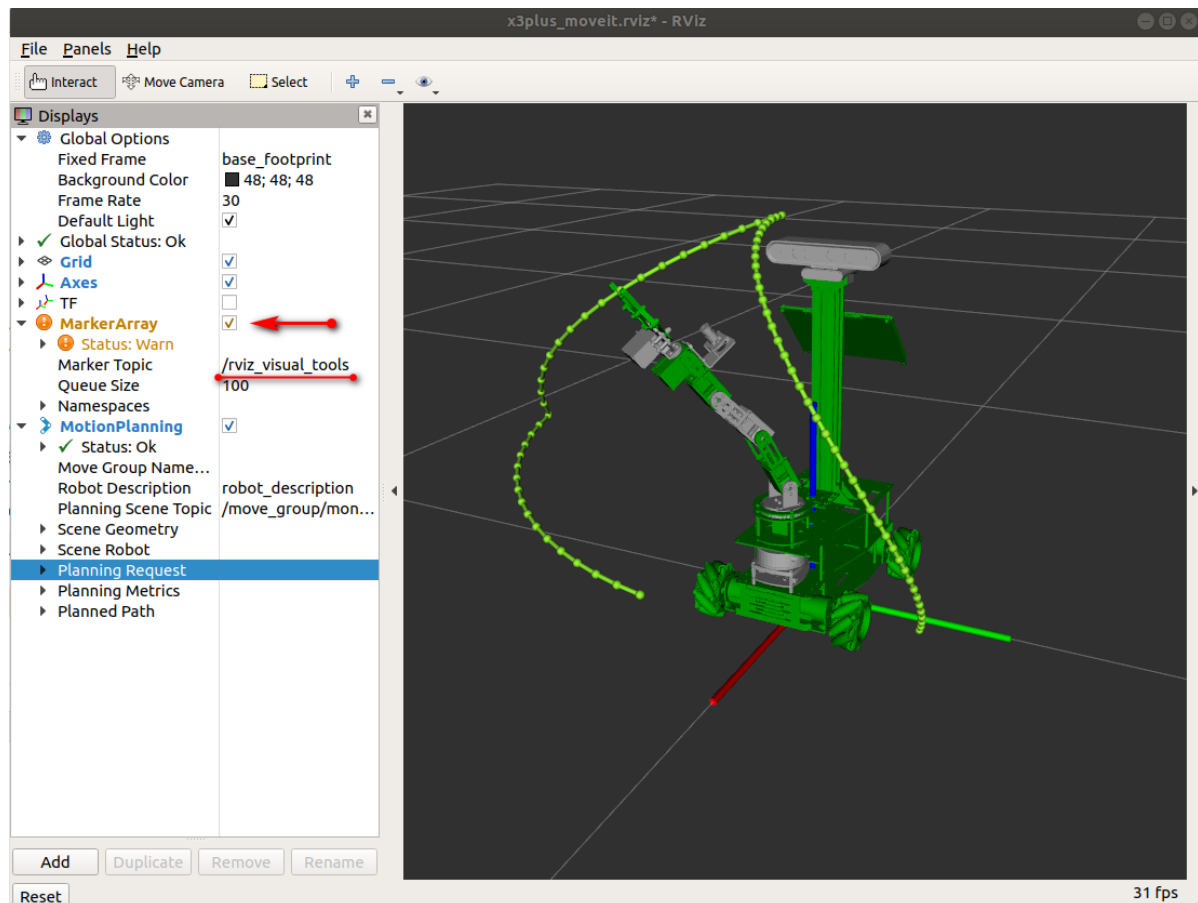 x3plus_moveit.rviz* - RViz
File Panels Help
Interact Move Camera Select
Displays
Global Options
Fixed Frame base_footprint
Background Color 48; 48; 48
Frame Rate 30
Default Light
Global Status: Ok
Grid
Axes
TF
MarkerArray
Status: Warn
Marker Topic /rviz_visual_tools
Queue Size 100
Namespaces
MotionPlanning
Status: Ok
Move Group Name...
Robot Description robot_description
Planning Scene Topic /move_group/mon...
Scene Geometry
Scene Robot
Planning Request
Planning Metrics
Planned Path
Add Duplicate Remove Rename
Reset 31 fps